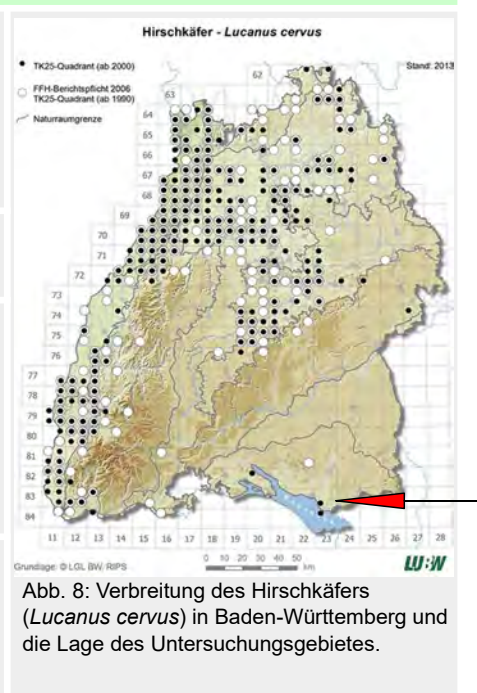 Hirschkäfer - Lucanus cervus
TK25-Quadrant (ab 2000)
FFH-Berichtspflicht 2006
TK25-Quadrant (ab 1990)
Naturraumgrenze
Stand: 2013
62
63
64
65
66
67
68
69
70
71
72
73
74
75
76
77
78
79
80
81
82
83
84
11 12 13 14 15 16 17 18 19 20 21 22 23 24 25 26 27 28
0 10 20 30 40 50
km
Grundlage: © LGL BW, RIPS
LU:W
Abb. 8: Verbreitung des Hirschkäfers
(Lucanus cervus) in Baden-Württemberg und
die Lage des Untersuchungsgebietes.